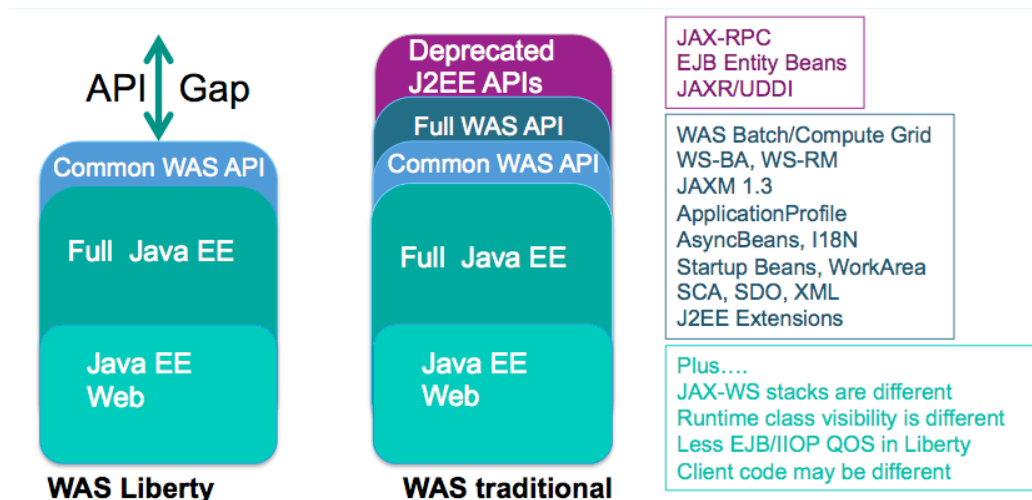 API Gap
Common WAS API
Full Java EE
Java EE
Web
WAS Liberty
Deprecated
J2EE APIs
Full WAS API
Common WAS API
Full Java EE
Java EE
Web
WAS traditional
JAX-RPC
EJB Entity Beans
JAXR/UDDI
WAS Batch/Compute Grid
WS-BA, WS-RM
JAXM 1.3
ApplicationProfile
AsyncBeans, I18N
Startup Beans, WorkArea
SCA, SDO, XML
J2EE Extensions
Plus….
JAX-WS stacks are different
Runtime class visibility is different
Less EJB/IIOP QOS in Liberty
Client code may be different